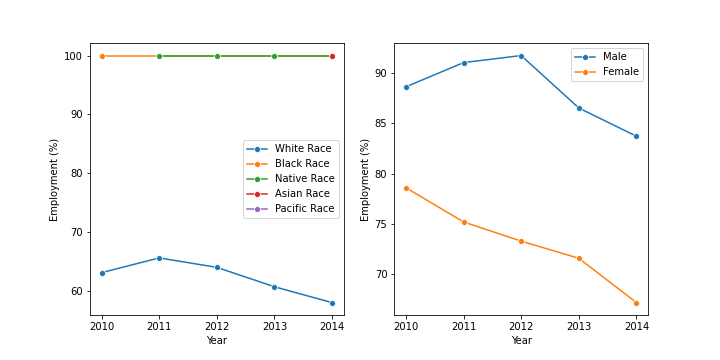 100
90
80
70
60
Employment (%)
White Race
Black Race
Native Race
Asian Race
Pacific Race
2010 2011 2012 2013 2014
Year
90
85
80
75
70
Employment (%)
Male
Female
2010 2011 2012 2013 2014
Year